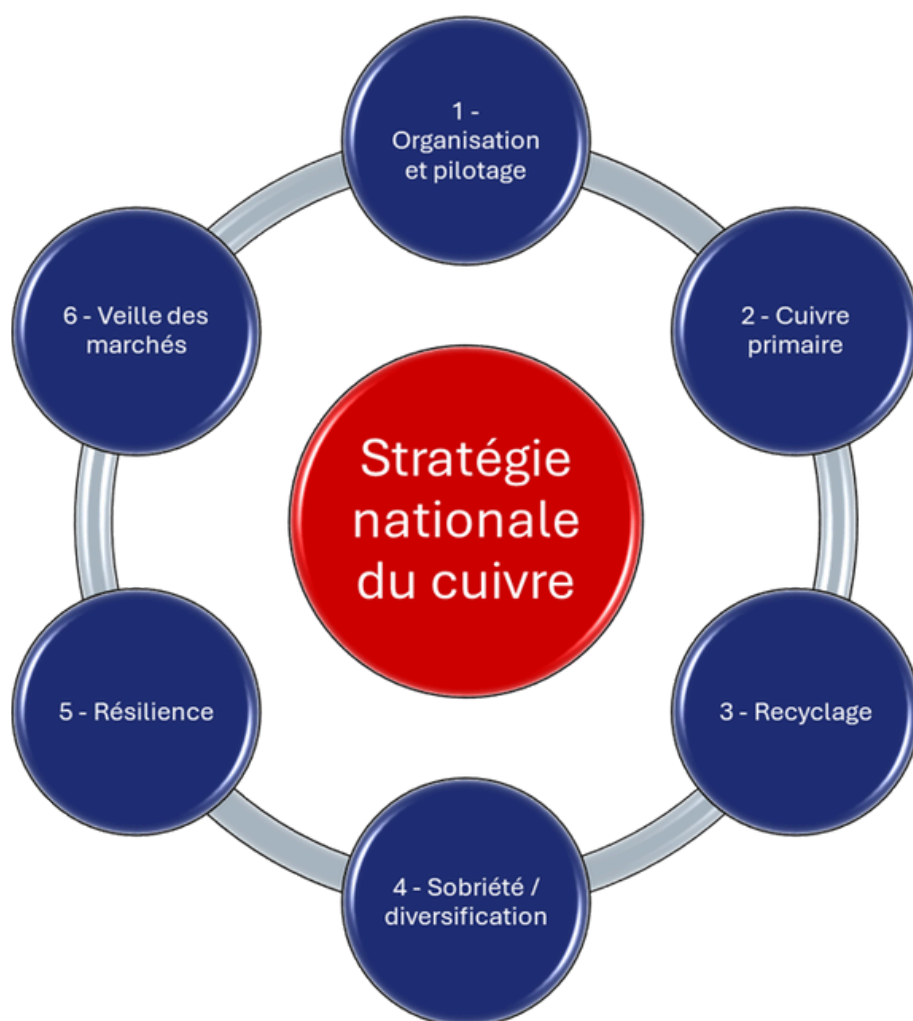 1 -
Organisation
et pilotage
2 - Cuivre
primaire
3 - Recyclage
4 - Sobriété /
diversification
5 - Résilience
6 - Veille des
marchés
Stratégie
nationale
du cuivre